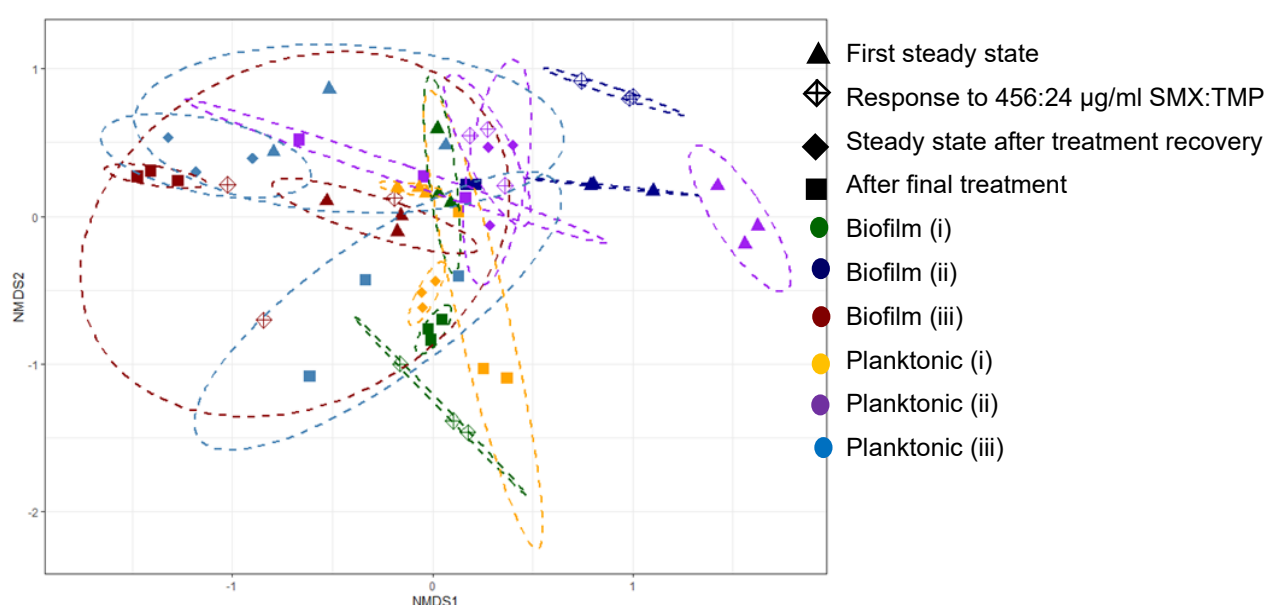 1
0
-1
-2
NMDS2
-1
0
1
NMDS1
First steady state
Response to 456:24 µg/ml SMX:TMP
Steady state after treatment recovery
After final treatment
Biofilm (i)
Biofilm (ii)
Biofilm (iii)
Planktonic (i)
Planktonic (ii)
Planktonic (iii)